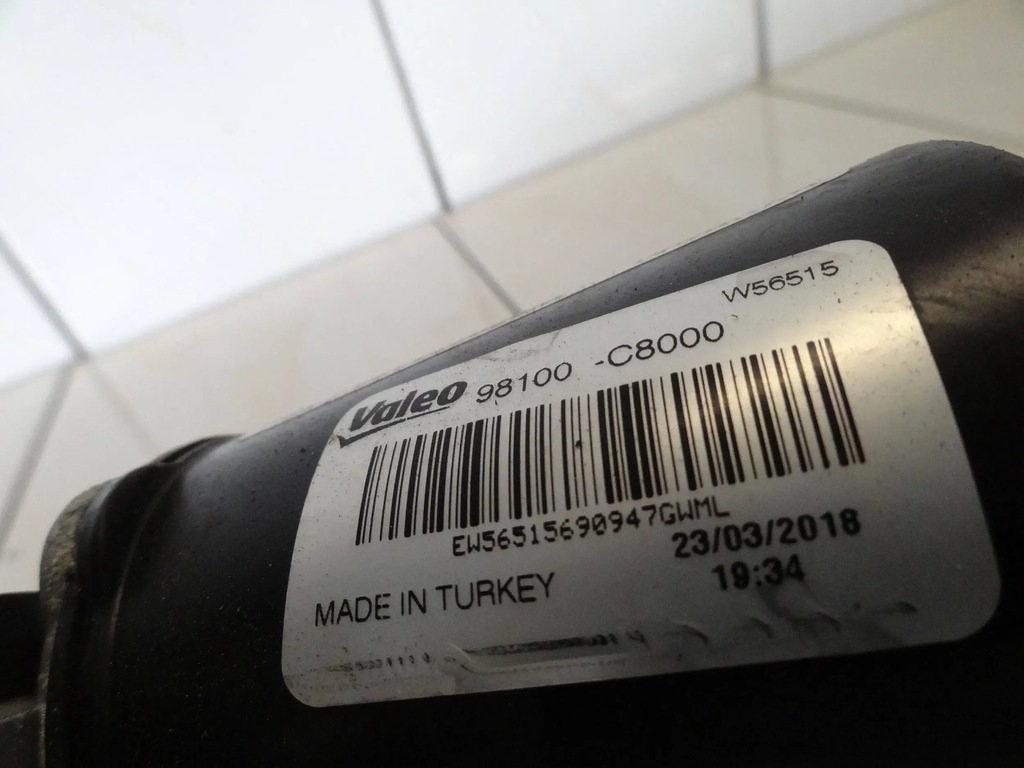 W56515
Valeo 98100 -C8000
EW56515690947GWML
23/03/2018
MADE IN TURKEY 19:34